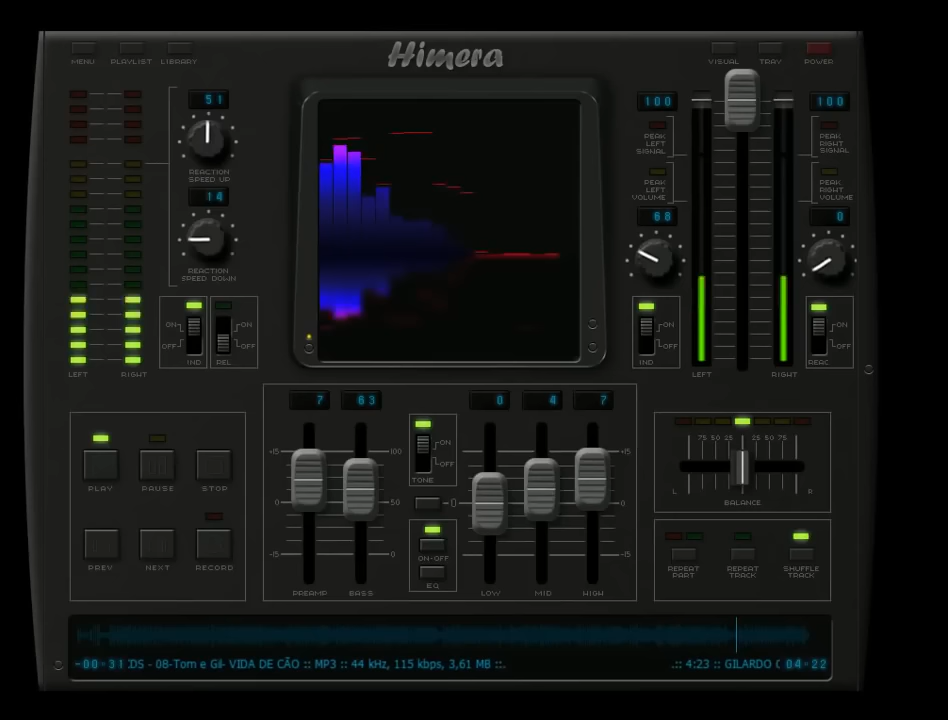 Himera
MENU PLAYLIST LIBRARY
VISUAL TRAY POWER
51
REACTION
SPEED UP
14
REACTION
SPEED DOWN
ON
OFF
IND
ON
OFF
REL
LEFT RIGHT
100
PEAK
LEFT
SIGNAL
PEAK
LEFT
VOLUME
68
ON
OFF
IND
LEFT RIGHT
100
PEAK
RIGHT
SIGNAL
PEAK
RIGHT
VOLUME
0
ON
OFF
REAC
PLAY PAUSE STOP
PREV NEXT RECORD
7 63
+15 100
0 50
-15 0
PREAMP BASS
ON
OFF
TONE
0
ON-OFF
EQ
0 4 7
+15
0
-15
LOW MID HIGH
75 50 25 25 50 75
L R
BALANCE
REPEAT
PART
REPEAT
TRACK
SHUFFLE
TRACK
-00:31 :DS - 08-Tom e Gil- VIDA DE CÃO :: MP3 :: 44 kHz, 115 kbps, 3,61 MB ::. .:: 4:23 :: GILARDO 04:22